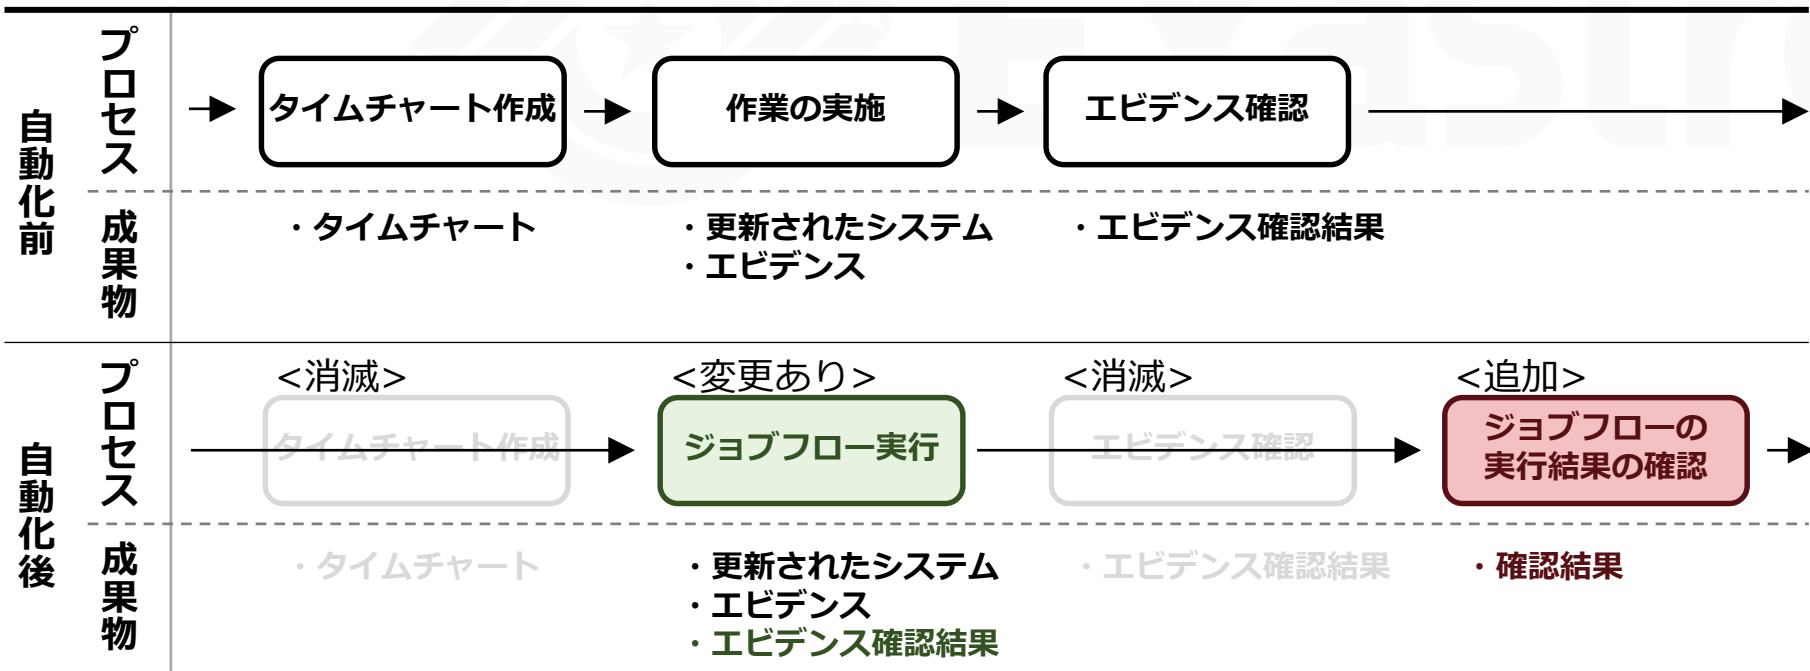 自動化前
プロセス
タイムチャート作成
作業の実施
エビデンス確認
成果物
・タイムチャート
・更新されたシステム
・エビデンス
・エビデンス確認結果
自動化後
プロセス
<消滅>
タイムチャート作成
<変更あり>
ジョブフロー実行
<消滅>
エビデンス確認
<追加>
ジョブフローの
実行結果の確認
成果物
・タイムチャート
・更新されたシステム
・エビデンス
・エビデンス確認結果
・エビデンス確認結果
・確認結果